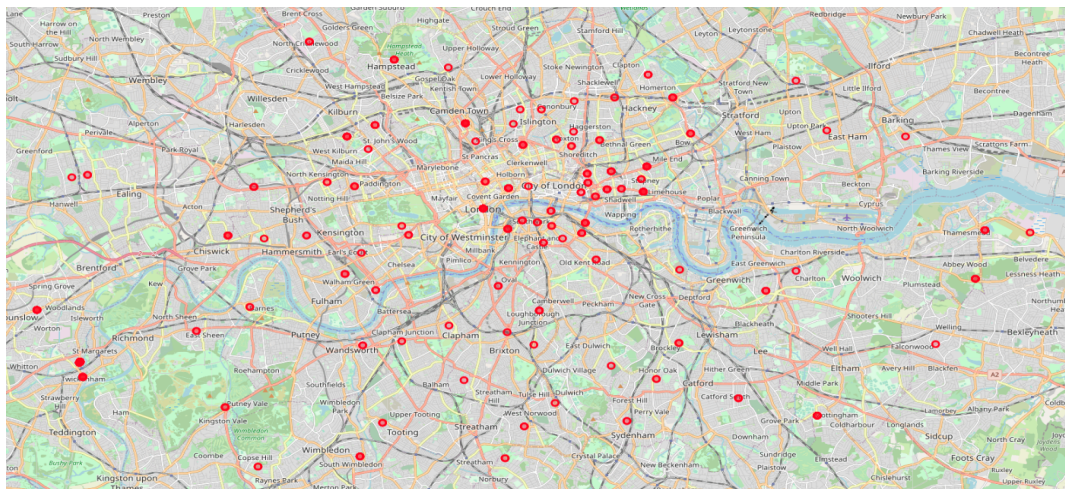 Harrow on the Hill
Preston
Brent Cross
Golders Green
Highgate
Crouch End
Stroud Green
Stamford Hill
Leyton
Leytonstone
Redbridge
Newbury Park
South Harrow
North Wembley
North Cricklewood
Hampstead Heath
Upper Holloway
Chadwell Heath
Sudbury Hill
Wembley
Cricklewood
Hampstead
Gospel Oak
Lower Holloway
Stoke Newington
Clapton
Ilford
Becontree Heath
West Hampstead
Kentish Town
Shacklewell
Homerton
Stratford New Town
Little Ilford
Becontree
Willesden
Belsize Park
Canonbury
Hackney
Upton
Dagenham
Alperton
Harlesden
Kilburn
Camden Town
Islington
Haggerston
Stratford
Upton Park
Barking
Perivale
Park Royal
West Kilburn
St. John's Wood
Bethnal Green
Bow
West Ham
East Ham
Scrattons Farm
Greenford
Maida Hill
St Pancras
Clerkenwell
Shoreditch
Mile End
Plaistow
Thames View
North Kensington
Marylebone
Holborn
Canning Town
Barking Riverside
Ealing
Paddington
City of London
Limehouse
Beckton
Acton
Notting Hill
Mayfair
Covent Garden
Shadwell
Poplar
Cyprus
Shepherd's Bush
London
Wapping
Blackwall
Chiswick
Kensington
City of Westminster
Rotherhithe
Greenwich Peninsula
North Woolwich
Thamesmead
Brentford
Hammersmith
Millbank
Elephant and Castle
Charlton Riverside
Belvedere
Grove Park
Chelsea
Pimlico
Kennington
Old Kent Road
East Greenwich
Abbey Wood
Spring Grove
Kew
Walham Green
Oval
Greenwich
Charlton
Woolwich
Plumstead
Lessness Heath
Woodlands
Fulham
Camberwell
Peckham
New Cross Gate
Deptford
Isleworth
North Sheen
Barnes
Battersea
Loughborough Junction
Shooters Hill
Worton
Richmond
East Sheen
Putney
Clapham Junction
Clapham
Blackheath
Welling
Bexleyheath
St Margarets
Wandsworth
Brixton
East Dulwich
Brockley
Lewisham
Lee
Well Hall
Falconwood
Whitton
Twickenham
Roehampton
Dulwich Village
Honor Oak
Hither Green
Eltham
Avery Hill
Blackfen
A2
Strawberry Hill
Southfields
Balham
Streatham Hill
Tulse Hill
Dulwich
Catford
Middle Park
Ham
Putney Vale
Kingston Vale
Wimbledon Park
Upper Tooting
West Norwood
Forest Hill
Perry Vale
Catford South
Grove Park
Mottingham
Lamorbey
Albany Park
Teddington
Wimbledon Common
Tooting
Streatham
Sydenham
Coldharbour
Longlands
Coombe
Copse Hill
Wimbledon
Downham
Sidcup
North Cray
Bushy Park
South Wimbledon
Streatham
Crystal Palace
Plaistow
Sundridge
Elmstead
Foots Cray
Kingston upon Thames
Raynes Park
Merton Park
Norbury
New Beckenham
Chislehurst
Ruxley
Upper Ruxley